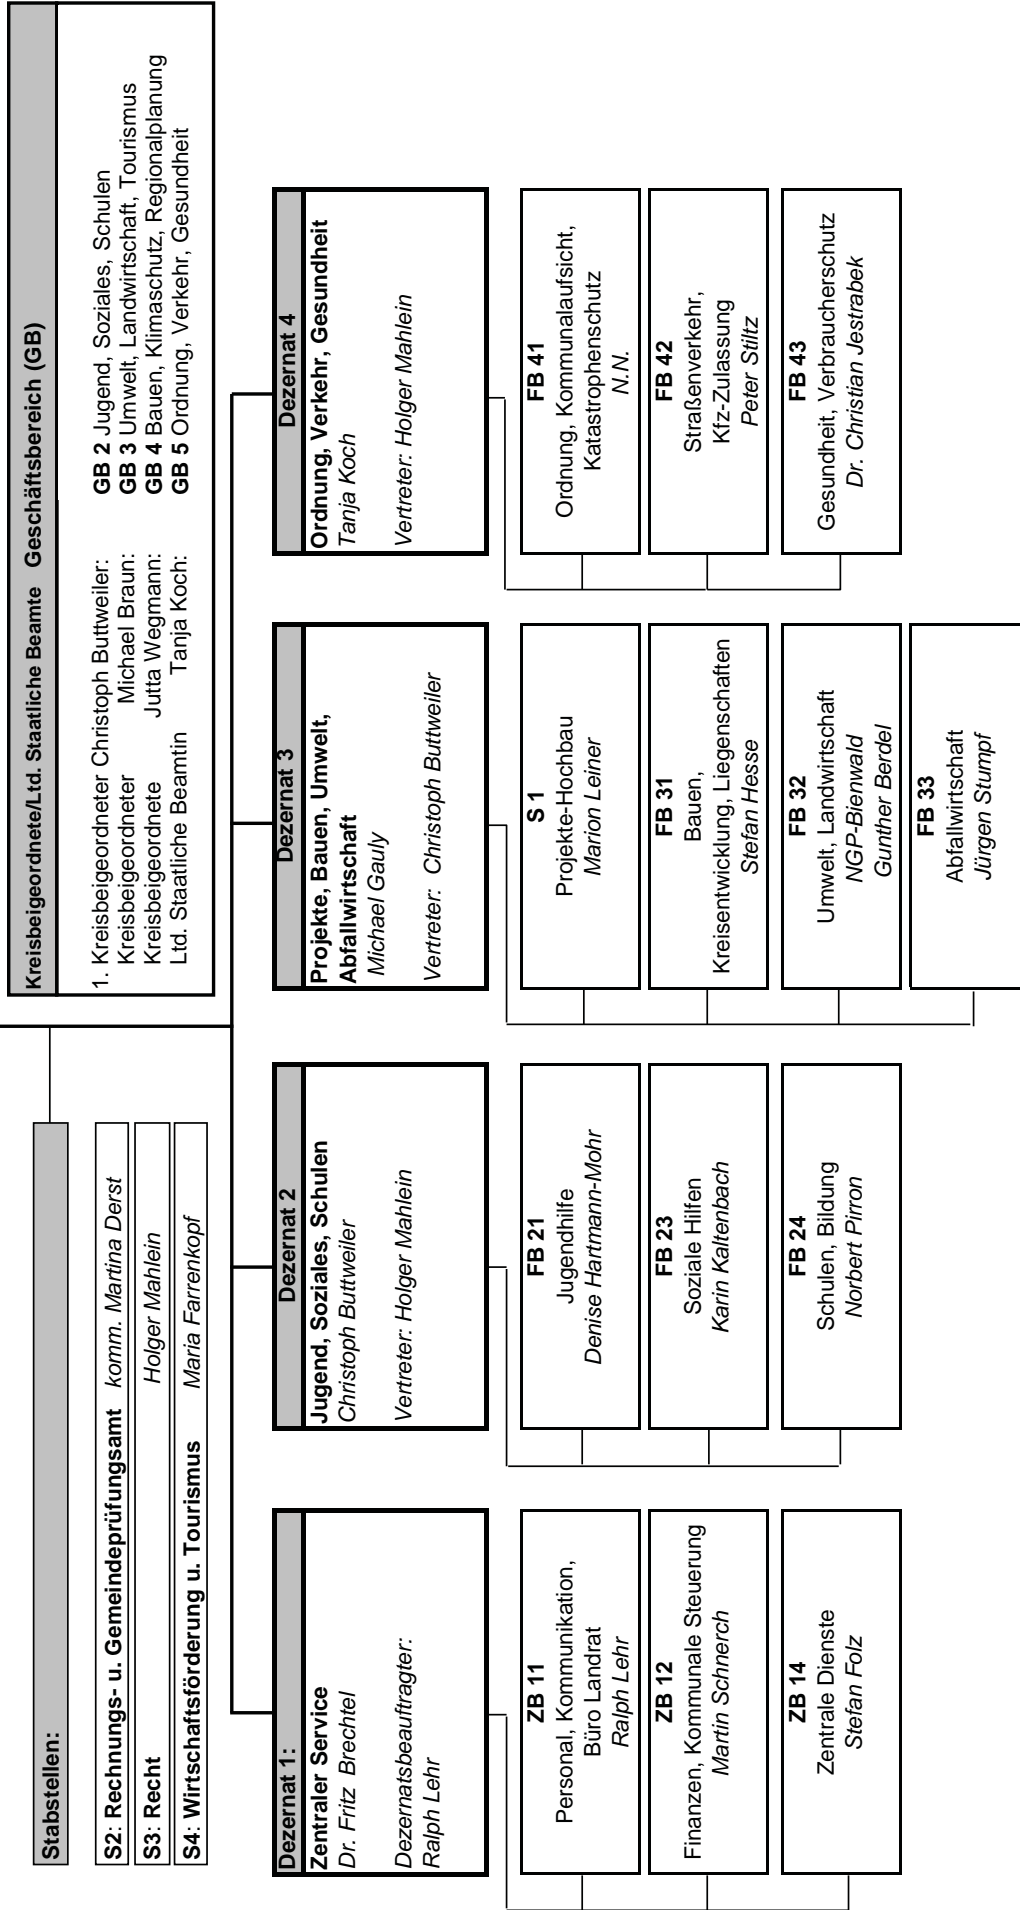 Kreisbeigeordnete/Ltd. Staatliche Beamte Geschäftsbereich (GB)
1. Kreisbeigeordneter Christoph Buttweiler: GB 2 Jugend, Soziales, Schulen
Kreisbeigeordneter Michael Braun: GB 3 Umwelt, Landwirtschaft, Tourismus
Kreisbeigeordnete Jutta Wegmann: GB 4 Bauen, Klimaschutz, Regionalplanung
Ltd. Staatliche Beamtin Tanja Koch: GB 5 Ordnung, Verkehr, Gesundheit
Stabstellen:
S2: Rechnungs- u. Gemeindeprüfungsamt komm. Martina Derst
S3: Recht Holger Mahlein
S4: Wirtschaftsförderung u. Tourismus Maria Farrenkopf
Dezernat 1:
Zentraler Service
Dr. Fritz Brechtel
Dezernatsbeauftragter:
Ralph Lehr
ZB 11
Personal, Kommunikation,
Büro Landrat
Ralph Lehr
ZB 12
Finanzen, Kommunale Steuerung
Martin Schnerch
ZB 14
Zentrale Dienste
Stefan Folz
Dezernat 2
Jugend, Soziales, Schulen
Christoph Buttweiler
Vertreter: Holger Mahlein
FB 21
Jugendhilfe
Denise Hartmann-Mohr
FB 23
Soziale Hilfen
Karin Kaltenbach
FB 24
Schulen, Bildung
Norbert Pirron
Dezernat 3
Projekte, Bauen, Umwelt,
Abfallwirtschaft
Michael Gauly
Vertreter: Christoph Buttweiler
S 1
Projekte-Hochbau
Marion Leiner
FB 31
Bauen,
Kreisentwicklung, Liegenschaften
Stefan Hesse
FB 32
Umwelt, Landwirtschaft
NGP-Bienwald
Gunther Berdel
FB 33
Abfallwirtschaft
Jürgen Stumpf
Dezernat 4
Ordnung, Verkehr, Gesundheit
Tanja Koch
Vertreter: Holger Mahlein
FB 41
Ordnung, Kommunalaufsicht,
Katastrophenschutz
N.N.
FB 42
Straßenverkehr,
Kfz-Zulassung
Peter Stiltz
FB 43
Gesundheit, Verbraucherschutz
Dr. Christian Jestrabek